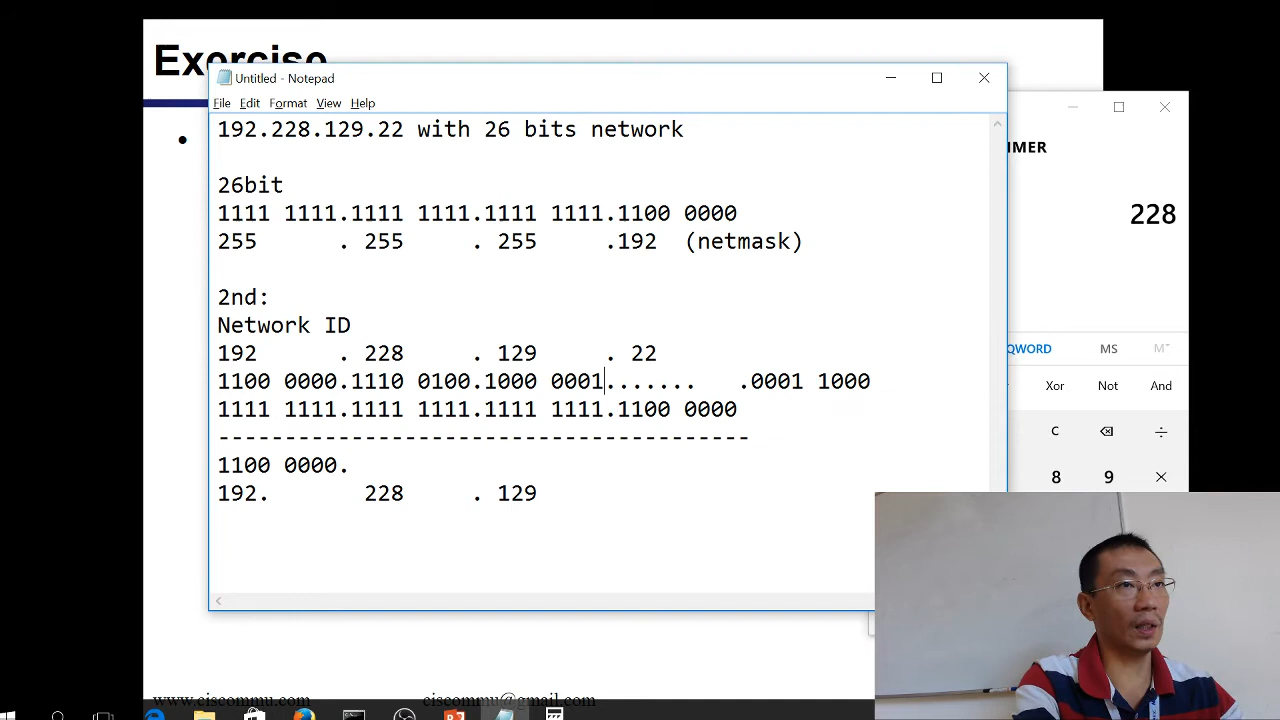 Exercise
Untitled - Notepad
File Edit Format View Help
192.228.129.22 with 26 bits network
26bit
1111 1111.1111 1111.1111 1111.1100 0000
255 . 255 . 255 .192 (netmask)
2nd:
Network ID
192 . 228 . 129 . 22
1100 0000.1110 0100.1000 0001....... .0001 1000
1111 1111.1111 1111.1111 1111.1100 0000
----------------------------------------
1100 0000.
192. 228 . 129
MMER
228
QWORD MS M
Xor Not And
C ÷
8 9 ×
www.ciscommu.com ciscommu@gmail.com